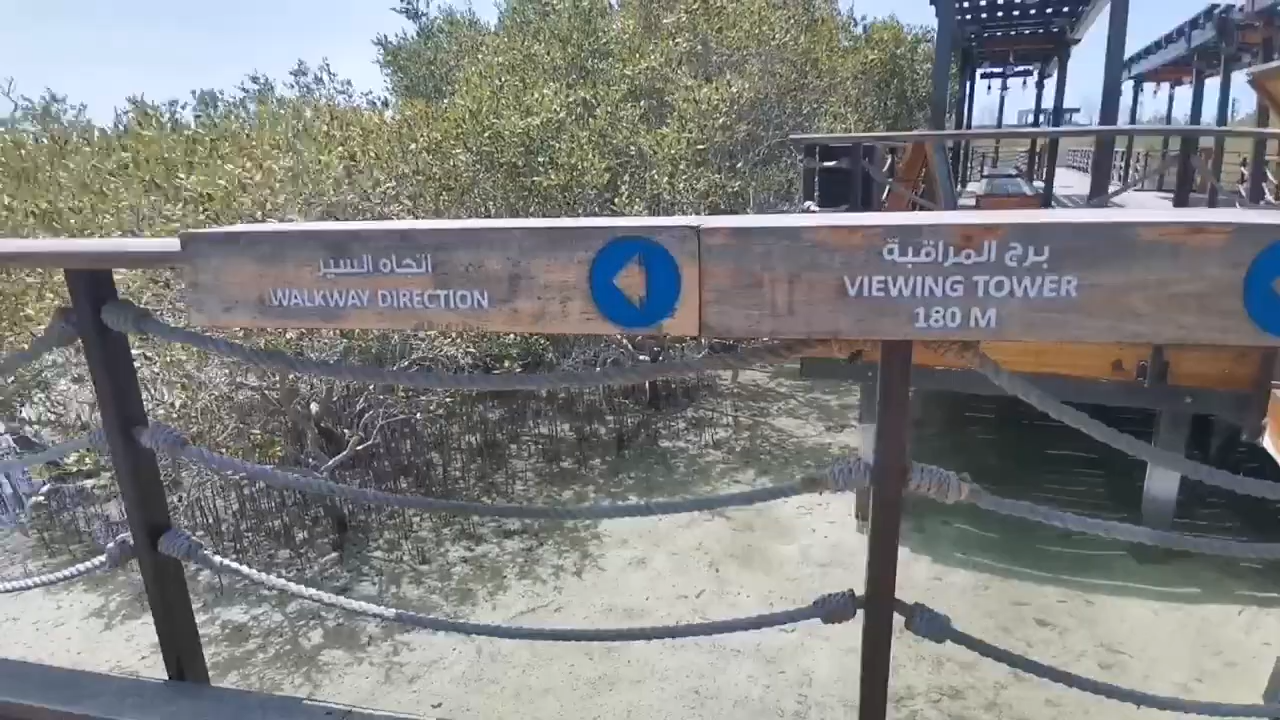 اتجاه السير
WALKWAY DIRECTION
برج المراقبة
VIEWING TOWER
180 M